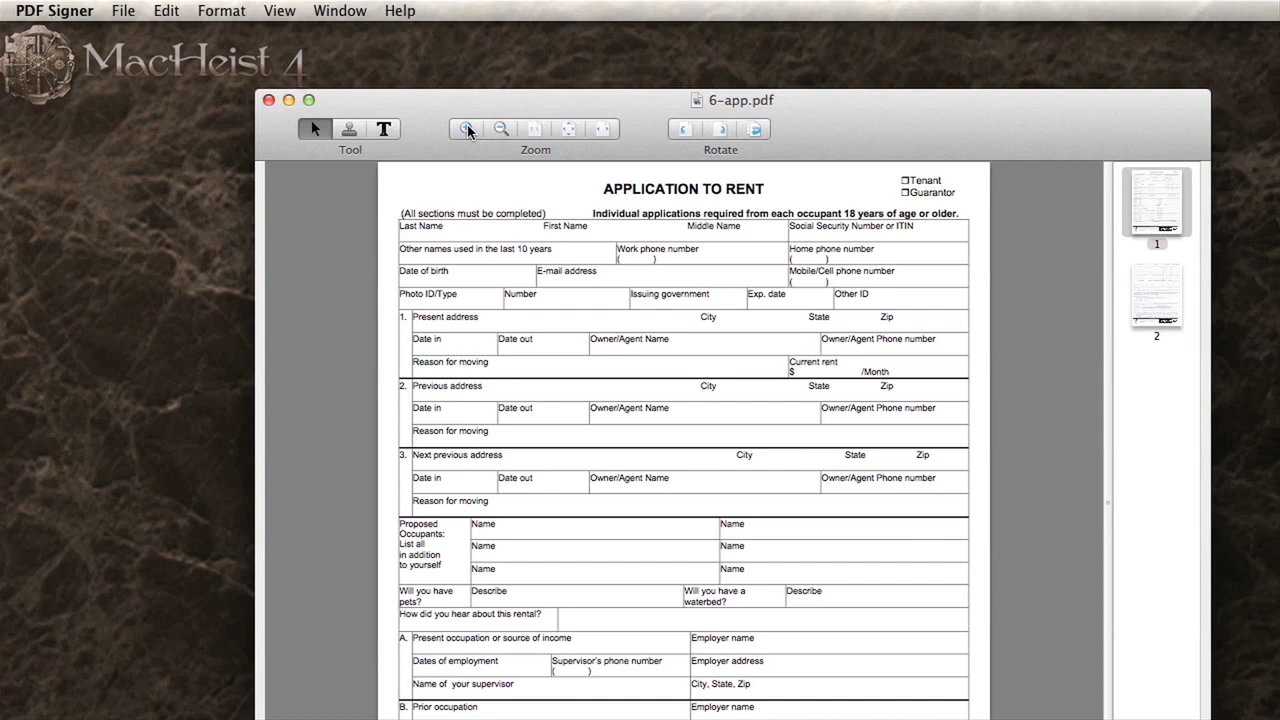 PDF Signer File Edit Format View Window Help
MacHeist 4
6-app.pdf
T
Tool Zoom Rotate
❒Tenant
APPLICATION TO RENT
❒Guarantor
(All sections must be completed) Individual applications required from each occupant 18 years of age or older.
Last Name First Name Middle Name Social Security Number or ITIN
Other names used in the last 10 years Work phone number Home phone number
( ) ( )
Date of birth E-mail address Mobile/Cell phone number
( )
Photo ID/Type Number Issuing government Exp. date Other ID
1. Present address City State Zip
Date in Date out Owner/Agent Name Owner/Agent Phone number
Reason for moving Current rent
$ /Month
2. Previous address City State Zip
Date in Date out Owner/Agent Name Owner/Agent Phone number
Reason for moving
3. Next previous address City State Zip
Date in Date out Owner/Agent Name Owner/Agent Phone number
Reason for moving
Proposed Name Name
Occupants:
List all Name Name
in addition
to yourself Name Name
Will you have Describe Will you have a Describe
pets? waterbed?
How did you hear about this rental?
A. Present occupation or source of income Employer name
Dates of employment Supervisor's phone number Employer address
( )
Name of your supervisor City, State, Zip
B. Prior occupation Employer name
1
2